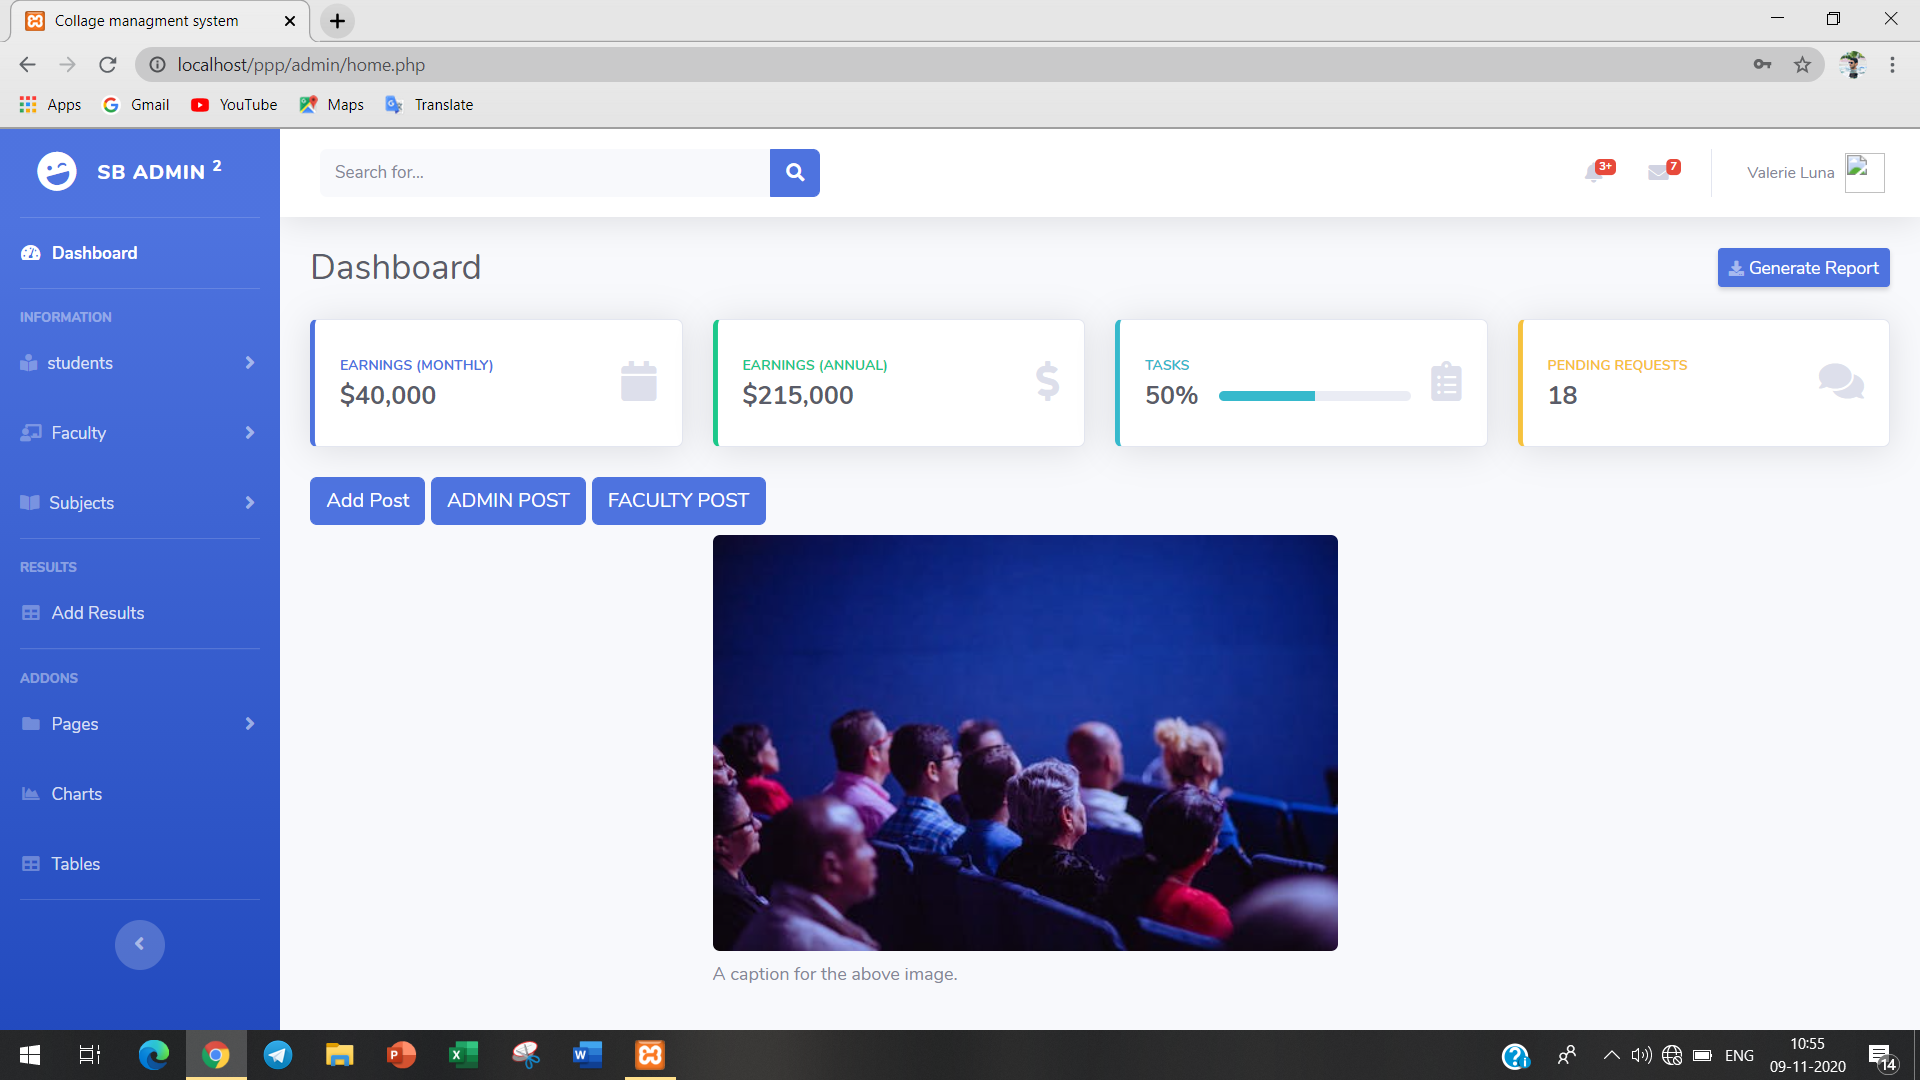 Collage managment system
localhost/ppp/admin/home.php
Apps Gmail YouTube Maps Translate
SB ADMIN 2
Search for...
3+ 7 Valerie Luna
Dashboard
INFORMATION
students
Faculty
Subjects
RESULTS
Add Results
ADDONS
Pages
Charts
Tables
Dashboard
Generate Report
EARNINGS (MONTHLY)
$40,000
EARNINGS (ANNUAL)
$215,000
TASKS
50%
PENDING REQUESTS
18
Add Post ADMIN POST FACULTY POST
A caption for the above image.
ENG
10:55
09-11-2020
14